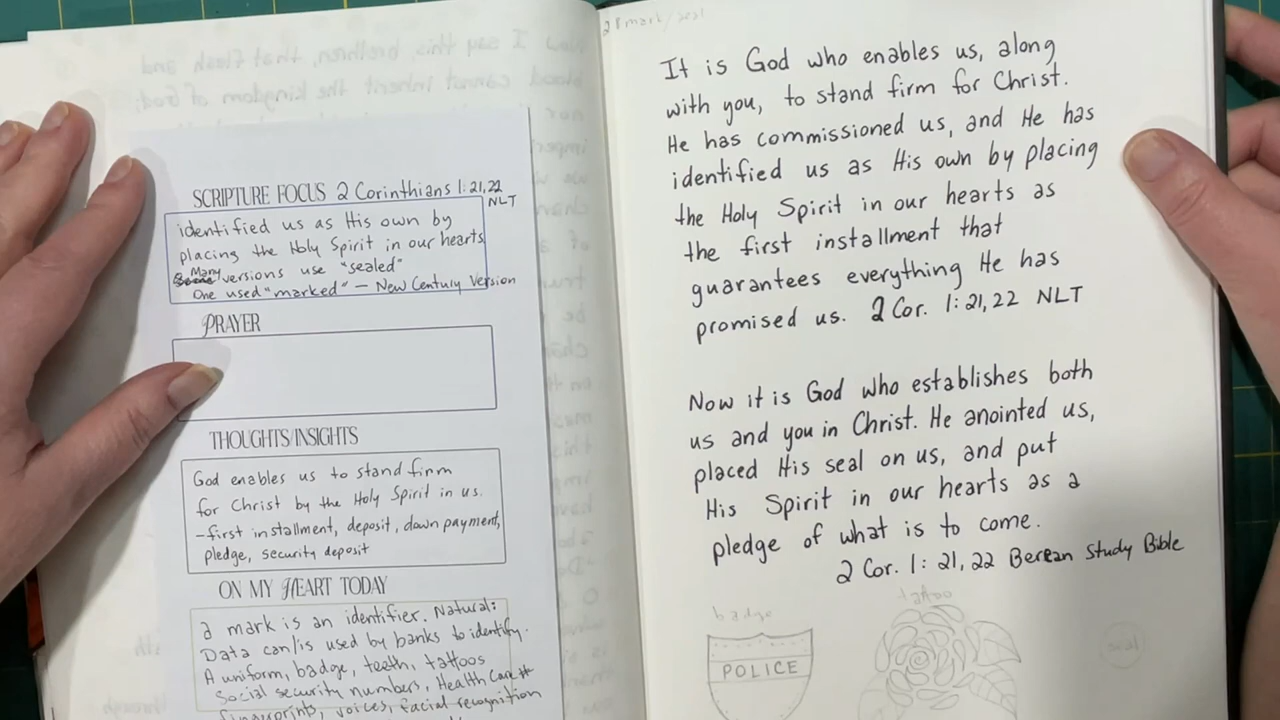 SCRIPTURE FOCUS 2 Corinthians 1:21,22
NLT
identified us as His own by
placing the Holy Spirit in our hearts
Many
versions use "sealed"
One used "marked" – New Century Version
PRAYER
THOUGHTS/INSIGHTS
God enables us to stand firm
for Christ by the Holy Spirit in us.
-first installment, deposit, down payment,
pledge, security deposit
ON MY HEART TODAY
a mark is an identifier. Natural:
Data can/is used by banks to identify.
A uniform, badge, teeth, tattoos
Social security numbers, Health Care #
fingerprints, voices, facial recognition
28 mark/2021
It is God who enables us, along
with you, to stand firm for Christ.
He has commissioned us, and He has
identified us as His own by placing
the Holy Spirit in our hearts as
the first installment that
guarantees everything He has
promised us. 2 Cor. 1:21,22 NLT
Now it is God who establishes both
us and you in Christ. He anointed us,
placed His seal on us, and put
His Spirit in our hearts as a
pledge of what is to come.
2 Cor. 1: 21,22 Berean Study Bible
badge
tattoo
POLICE
seal